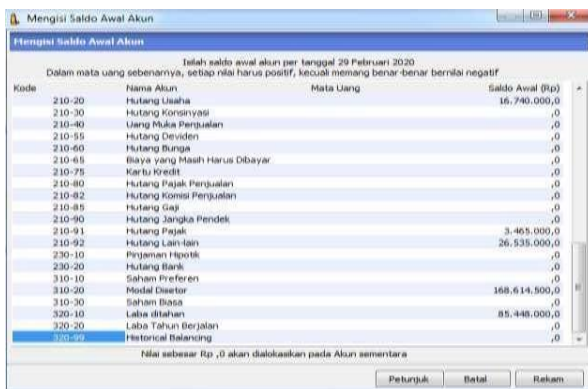 Mengisi Saldo Awal Akun
Mengisi Saldo Awal Akun
Isilah saldo awal akun per tanggal 29 Pebruari 2020
Dalam mata uang sebenarnya, setiap nilai harus positif, kecuali memang benar-benar bernilai negatif
Kode Nama Akun Mata Uang Saldo Awal (Rp)
210-20 Hutang Usaha 16.740.000,0
210-30 Hutang Konsinyasi ,0
210-40 Uang Muka Penjualan ,0
210-55 Hutang Deviden ,0
210-60 Hutang Bunga ,0
210-65 Biaya yang Masih Harus Dibayar ,0
210-75 Kartu Kredit ,0
210-80 Hutang Pajak Penjualan ,0
210-82 Hutang Komisi Penjualan ,0
210-85 Hutang Gaji ,0
210-90 Hutang Jangka Pendek ,0
210-91 Hutang Pajak 3.465.000,0
210-92 Hutang Lain-lain 26.535.000,0
230-10 Pinjaman Hipotik ,0
230-20 Hutang Bank ,0
310-10 Saham Preferen ,0
310-20 Modal Disetor 168.614.500,0
310-30 Saham Biasa ,0
320-10 Laba ditahan 85.448.000,0
320-20 Laba Tahun Berjalan ,0
320-99 Historical Balancing ,0
Nilai sebesar Rp ,0 akan dialokasikan pada Akun sementara
Petunjuk Batal Rekam